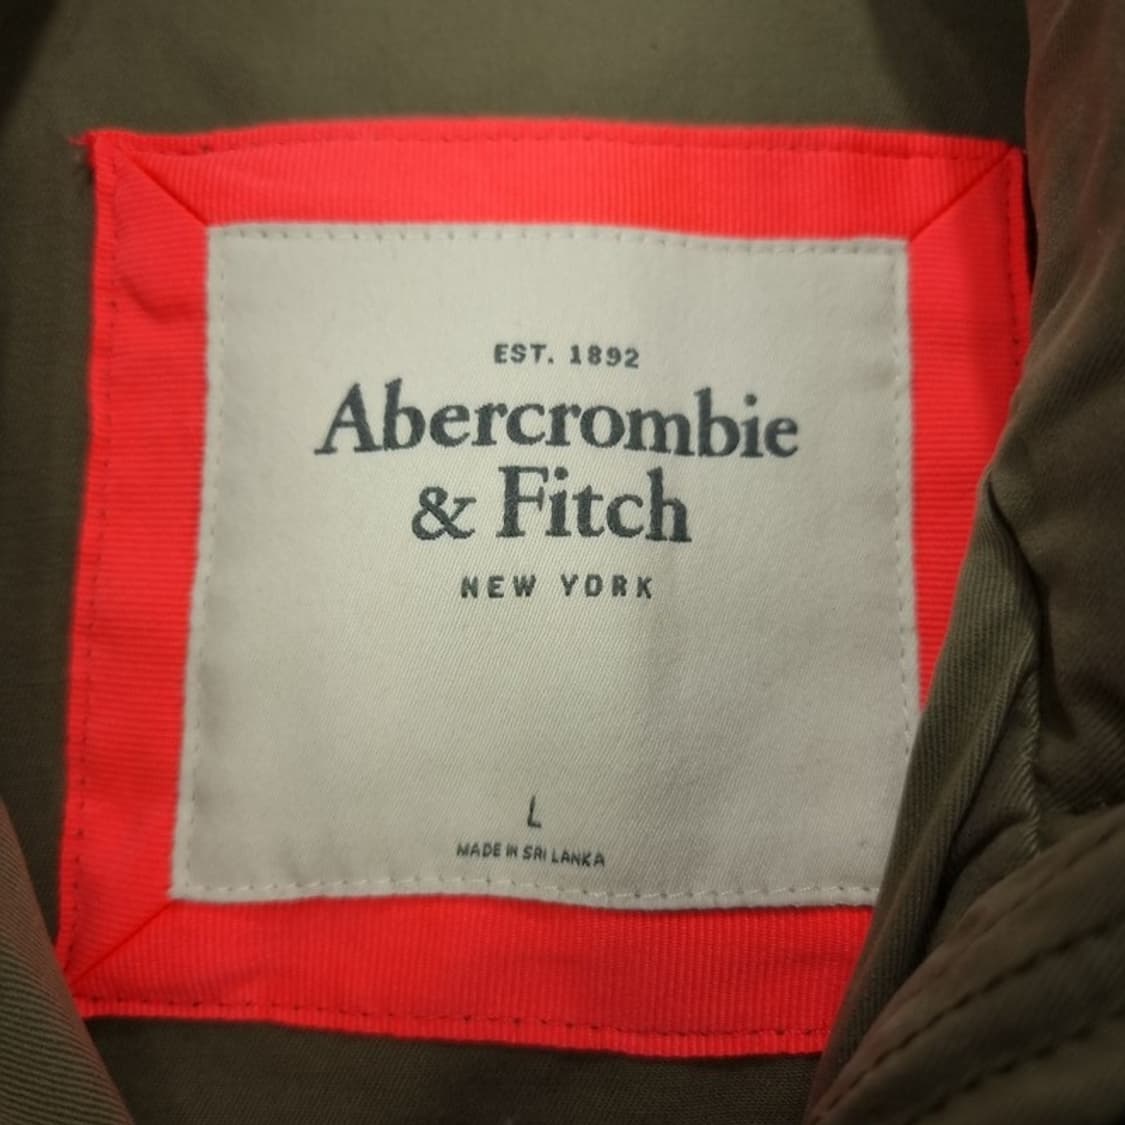 EST. 1892
Abercrombie
& Fitch
NEW YORK
L
MADE IN SRI LANKA